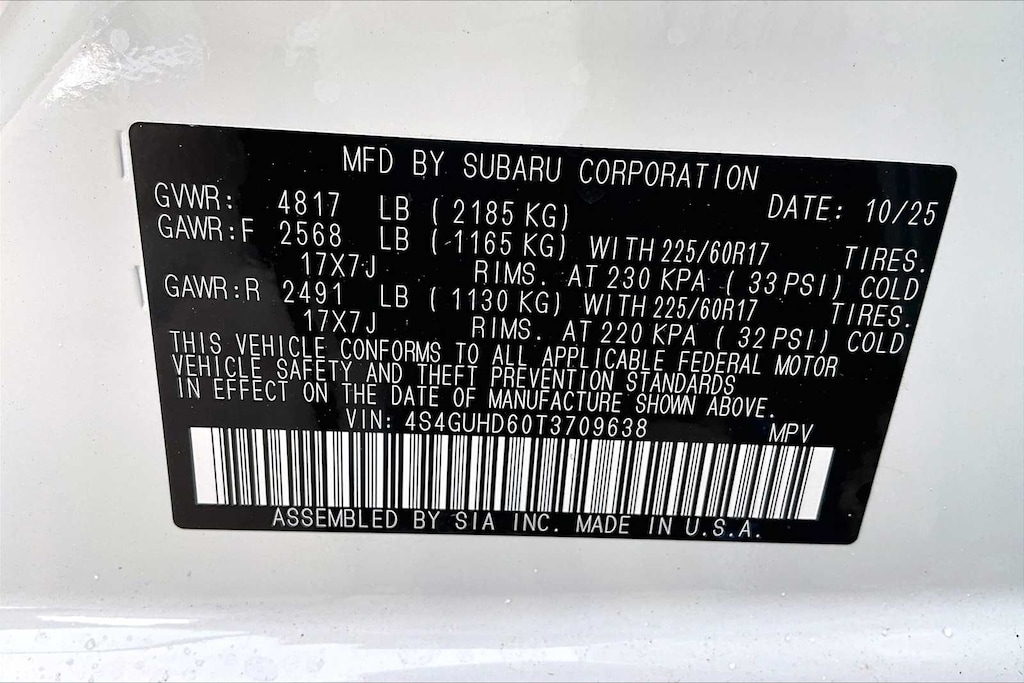 MFD BY SUBARU CORPORATION
GVWR: 4817 LB ( 2185 KG) DATE: 10/25
GAWR:F 2568 LB ( 1165 KG) WITH 225/60R17 TIRES.
17X7J RIMS. AT 230 KPA ( 33 PSI) COLD
GAWR:R 2491 LB ( 1130 KG) WITH 225/60R17 TIRES.
17X7J RIMS. AT 220 KPA ( 32 PSI) COLD
THIS VEHICLE CONFORMS TO ALL APPLICABLE FEDERAL MOTOR
VEHICLE SAFETY AND THEFT PREVENTION STANDARDS
IN EFFECT ON THE DATE OF MANUFACTURE SHOWN ABOVE.
VIN: 4S4GUHD60T3709638 MPV
ASSEMBLED BY SIA INC. MADE IN U.S.A.